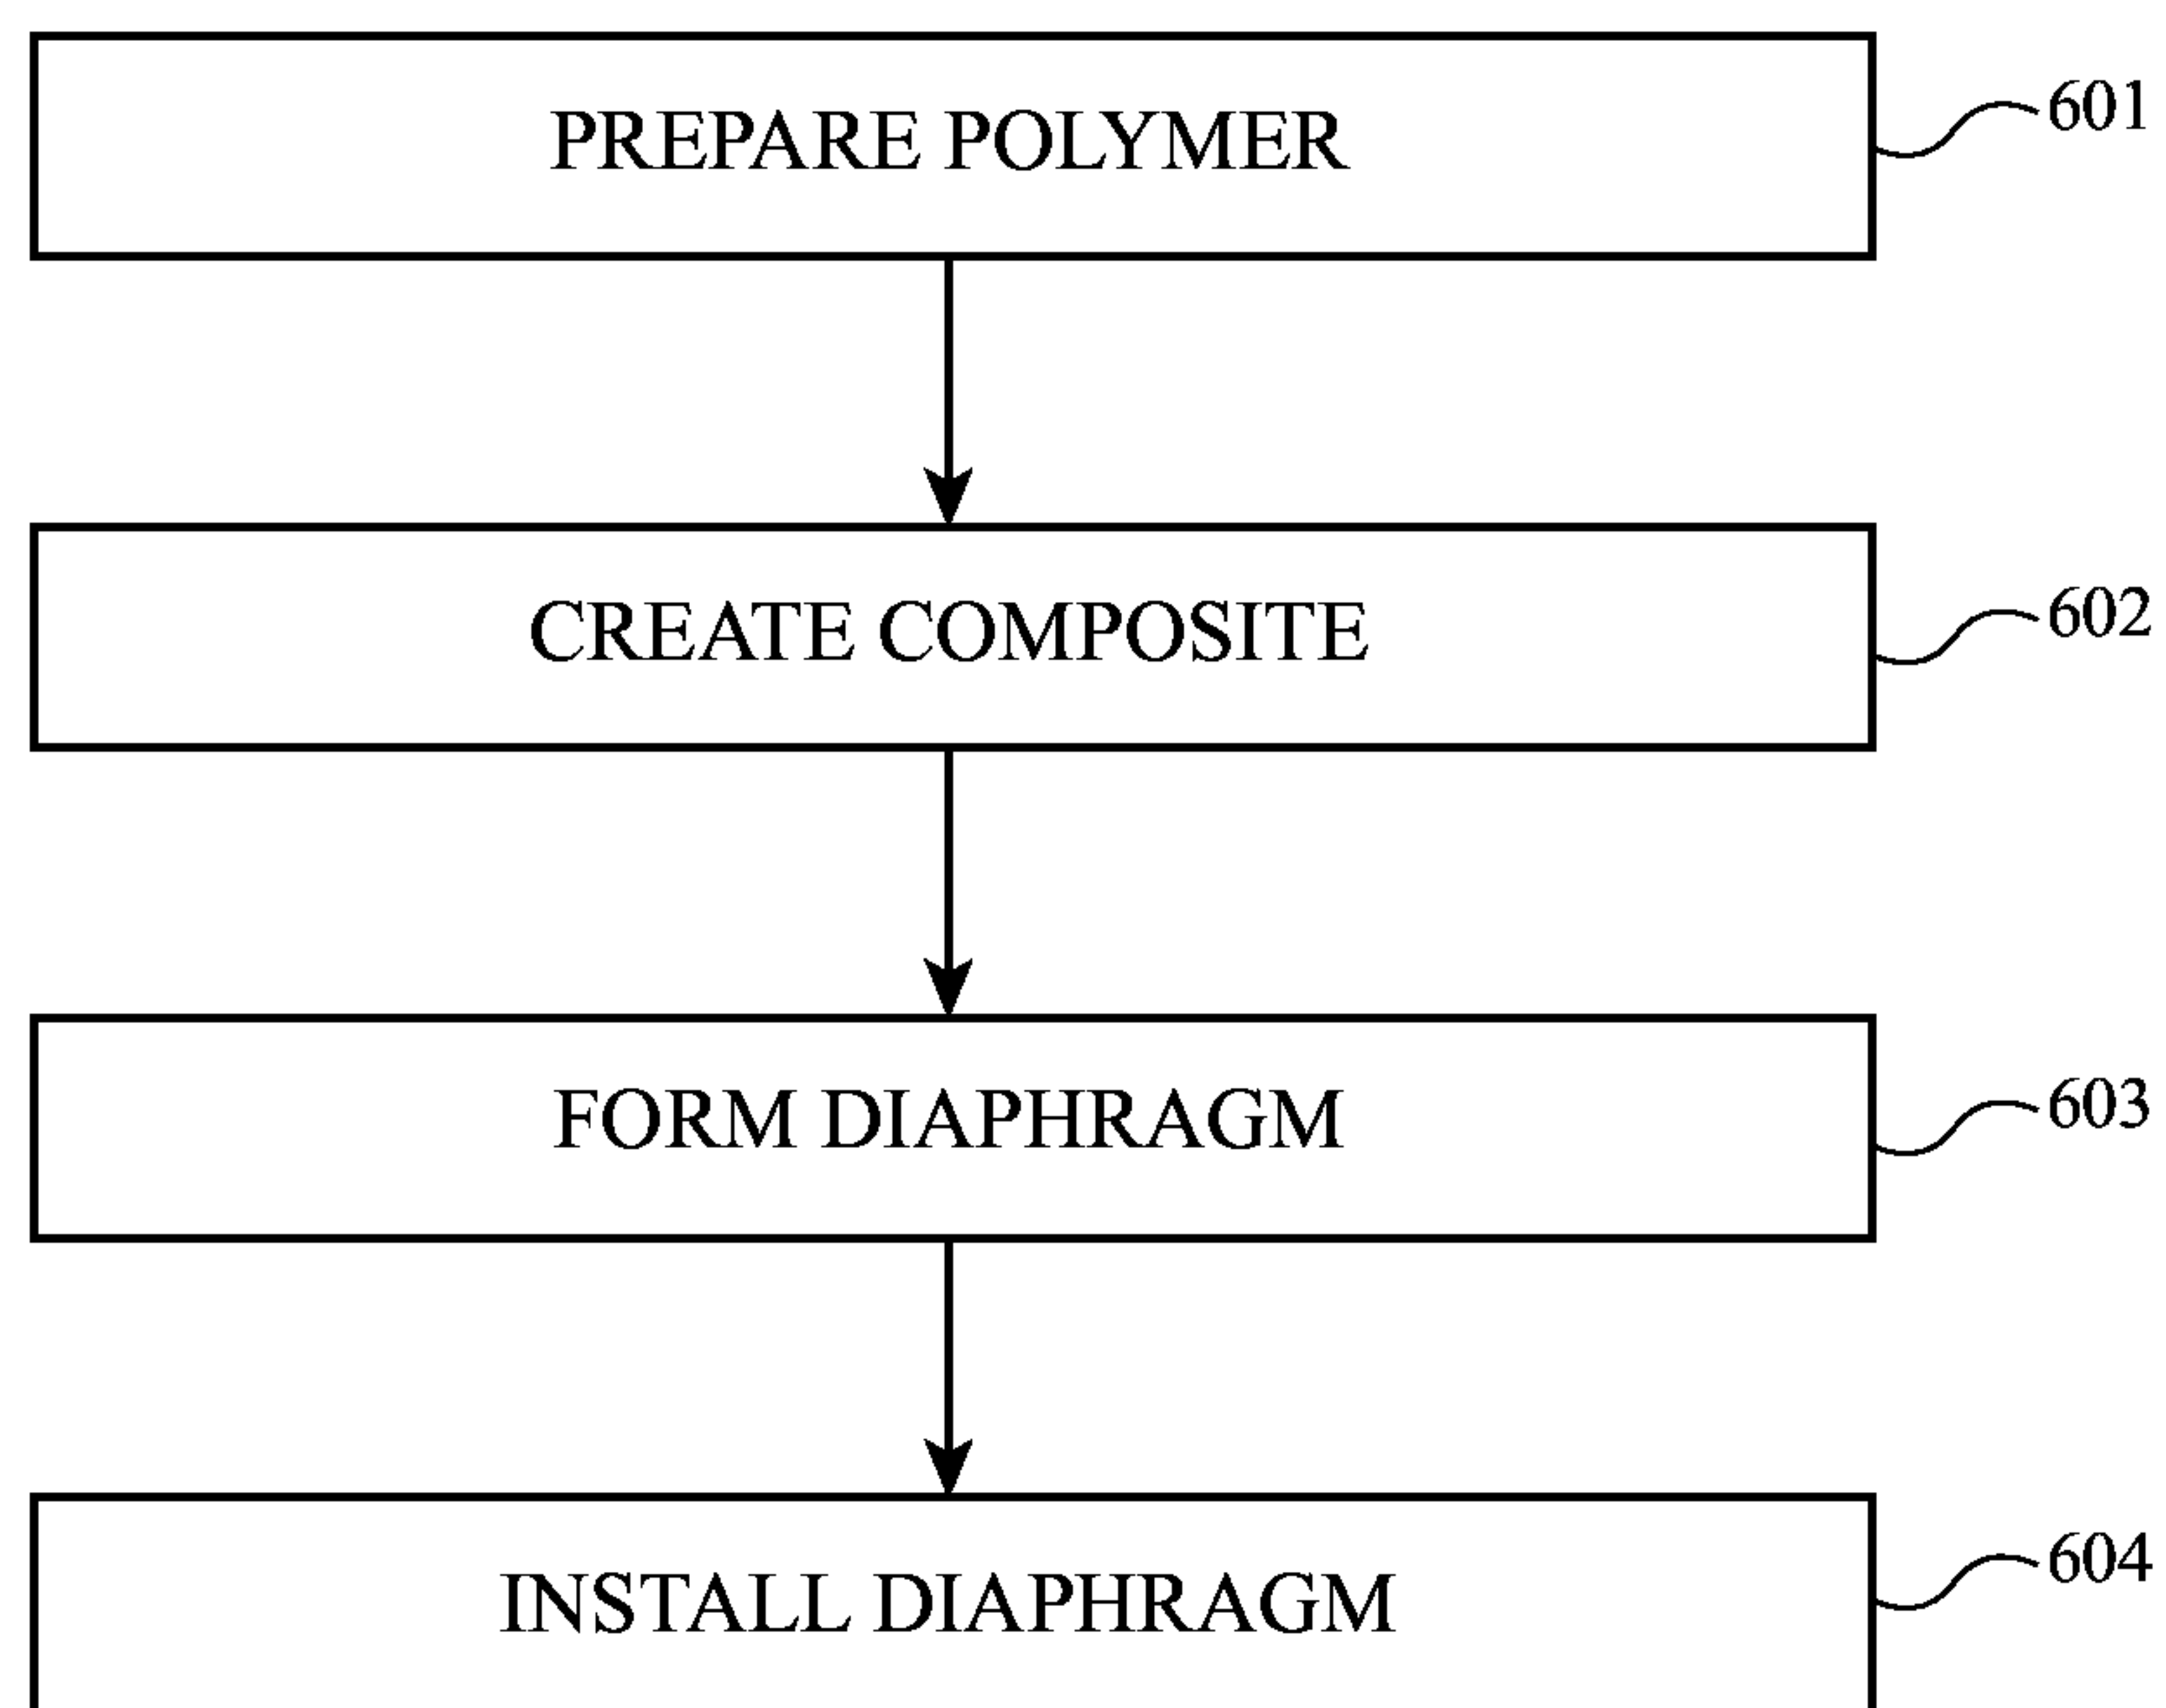 PREPARE POLYMER
601
CREATE COMPOSITE
602
FORM DIAPHRAGM
603
INSTALL DIAPHRAGM
604